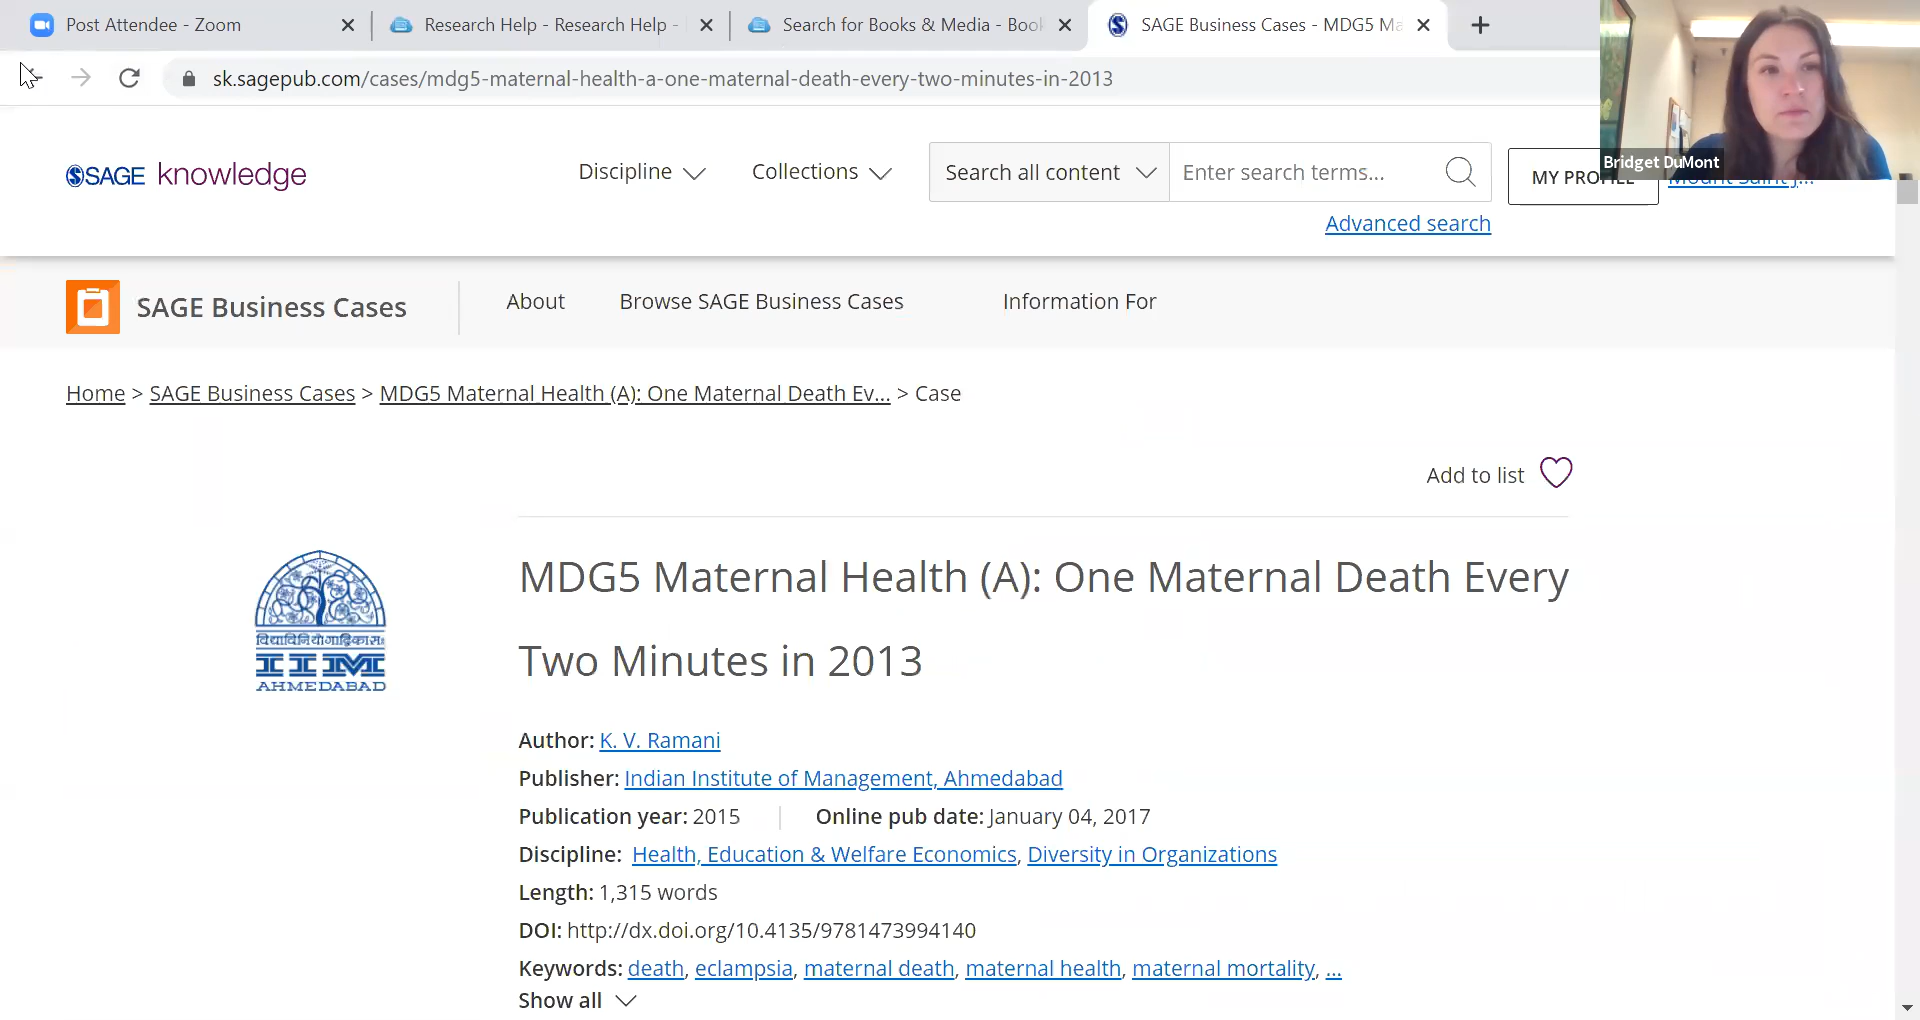 Post Attendee - Zoom
Research Help - Research Help -
Search for Books & Media - Book
SAGE Business Cases - MDG5 Ma
sk.sagepub.com/cases/mdg5-maternal-health-a-one-maternal-death-every-two-minutes-in-2013
Bridget DuMont
SAGE knowledge
Discipline
Collections
Search all content
Enter search terms...
MY PROFILE
Mount Saint J...
Advanced search
SAGE Business Cases
About
Browse SAGE Business Cases
Information For
Home > SAGE Business Cases > MDG5 Maternal Health (A): One Maternal Death Ev... > Case
Add to list
MDG5 Maternal Health (A): One Maternal Death Every
Two Minutes in 2013
विद्याविनियोगाद्विकासः
IIM
AHMEDABAD
Author: K. V. Ramani
Publisher: Indian Institute of Management, Ahmedabad
Publication year: 2015 | Online pub date: January 04, 2017
Discipline: Health, Education & Welfare Economics, Diversity in Organizations
Length: 1,315 words
DOI: http://dx.doi.org/10.4135/9781473994140
Keywords: death, eclampsia, maternal death, maternal health, maternal mortality, ...
Show all